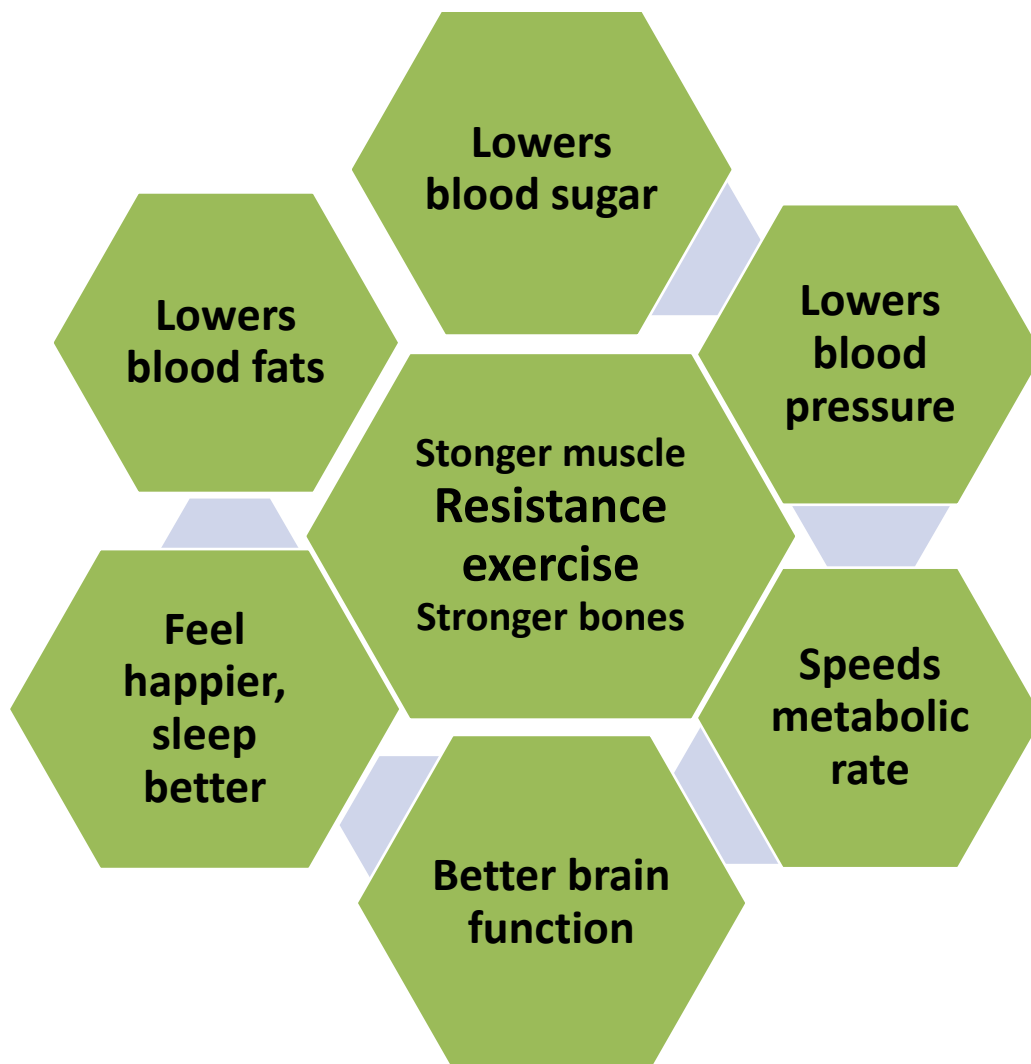 Lowers
blood sugar
Lowers
blood
pressure
Lowers
blood fats
Stonger muscle
Resistance
exercise
Stronger bones
Speeds
metabolic
rate
Feel
happier,
sleep
better
Better brain
function